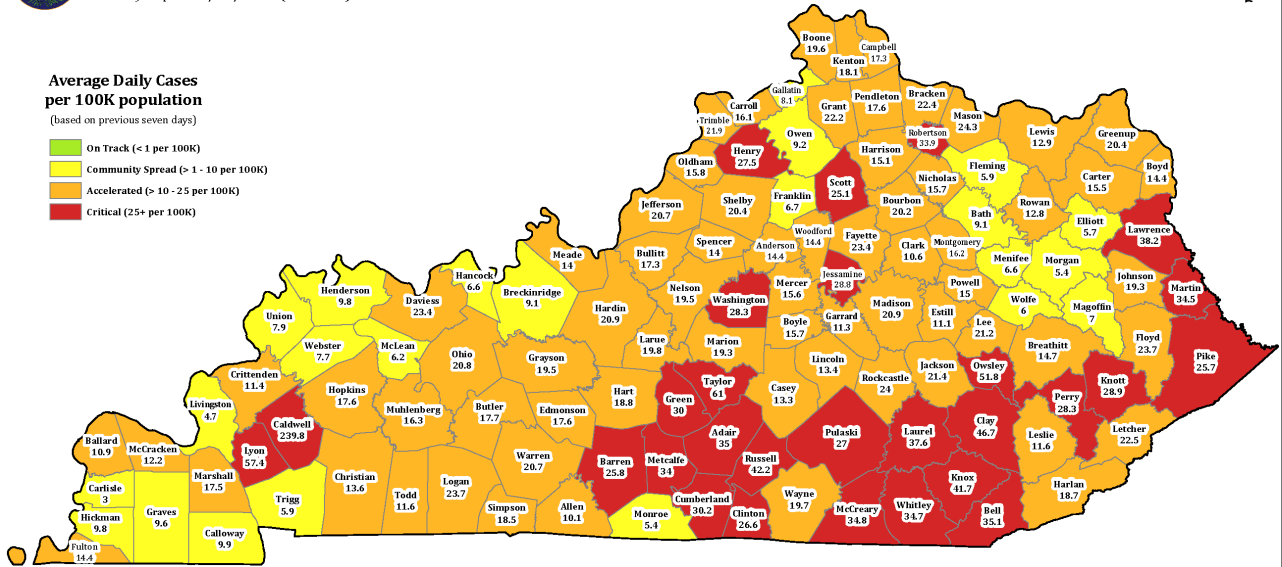 Average Daily Cases
per 100K population
(based on previous seven days)
On Track (< 1 per 100K)
Community Spread (> 1 - 10 per 100K)
Accelerated (> 10 - 25 per 100K)
Critical (25+ per 100K)
Boone
19.6
Kenton
18.1
Campbell
17.3
Gallatin
8.1
Carroll
16.1
Trimble
21.9
Grant
22.2
Pendleton
17.6
Bracken
22.4
Mason
24.3
Robertson
33.9
Lewis
12.9
Greenup
20.4
Boyd
14.4
Carter
15.5
Owen
9.2
Henry
27.5
Oldham
15.8
Harrison
15.1
Fleming
5.9
Nicholas
15.7
Scott
25.1
Franklin
6.7
Shelby
20.4
Jefferson
20.7
Bourbon
20.2
Bath
9.1
Rowan
12.8
Elliott
5.7
Lawrence
38.2
Woodford
14.4
Fayette
23.4
Anderson
14.4
Spencer
14
Bullitt
17.3
Meade
14
Clark
10.6
Montgomery
16.2
Menifee
6.6
Morgan
5.4
Johnson
19.3
Martin
34.5
Jessamine
28.8
Mercer
15.6
Powell
15
Wolfe
6
Magoffin
7
Nelson
19.5
Washington
28.3
Madison
20.9
Estill
11.1
Lee
21.2
Garrard
11.3
Boyle
15.7
Hardin
20.9
Breckinridge
9.1
Hancock
6.6
Daviess
23.4
Henderson
9.8
Union
7.9
Webster
7.7
McLean
6.2
Ohio
20.8
Grayson
19.5
Larue
19.8
Marion
19.3
Lincoln
13.4
Rockcastle
24
Jackson
21.4
Owsley
51.8
Breathitt
14.7
Floyd
23.7
Pike
25.7
Knott
28.9
Perry
28.3
Crittenden
11.4
Livingston
4.7
Hopkins
17.6
Muhlenberg
16.3
Butler
17.7
Edmonson
17.6
Hart
18.8
Green
30
Taylor
61
Casey
13.3
Caldwell
239.8
Lyon
57.4
Adair
35
Pulaski
27
Laurel
37.6
Clay
46.7
Leslie
11.6
Letcher
22.5
Ballard
10.9
McCracken
12.2
Marshall
17.5
Carlisle
3
Hickman
9.8
Graves
9.6
Calloway
9.9
Fulton
14.4
Trigg
5.9
Christian
13.6
Todd
11.6
Logan
23.7
Warren
20.7
Simpson
18.5
Allen
10.1
Barren
25.8
Metcalfe
34
Russell
42.2
Cumberland
30.2
Monroe
5.4
Clinton
26.6
Wayne
19.7
McCreary
34.8
Whitley
34.7
Knox
41.7
Bell
35.1
Harlan
18.7